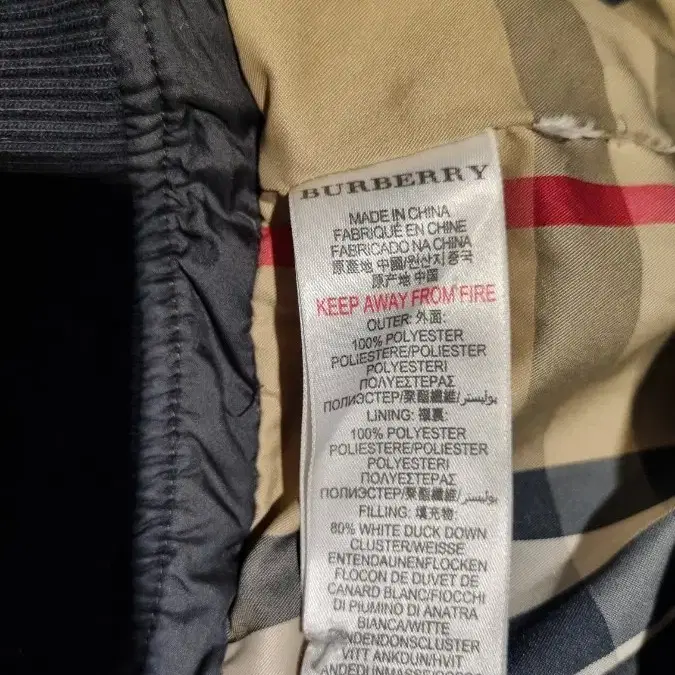 BURBERRY
MADE IN CHINA
FABRIQUÉ EN CHINE
FABRICADO NA CHINA
原產地 中國/원산지 중국
原产地 中国
KEEP AWAY FROM FIRE
OUTER: 外面:
100% POLYESTER
POLIESTERE/POLIESTER
POLYESTERI
ΠΟΛΥΕΣΤΕΡΑΣ
ПОЛИЭСТЕР/聚酯纖維/بوليستر
LINING: 裡裏:
100% POLYESTER
POLIESTERE/POLIESTER
POLYESTERI
ΠΟΛΥΕΣΤΕΡΑΣ
ПОЛИЭСТЕР/聚酯纖維/بوليستر
FILLING: 填充物:
80% WHITE DUCK DOWN
CLUSTER/WEISSE
ENTENDAUNENFLOCKEN
FLOCON DE DUVET DE
CANARD BLANC/FIOCCHI
DI PIUMINO DI ANATRA
BIANCA/WITTE
NDENDONSCLUSTER
VITT ANKDUN/HVIT
ANDEDUNMASSE/